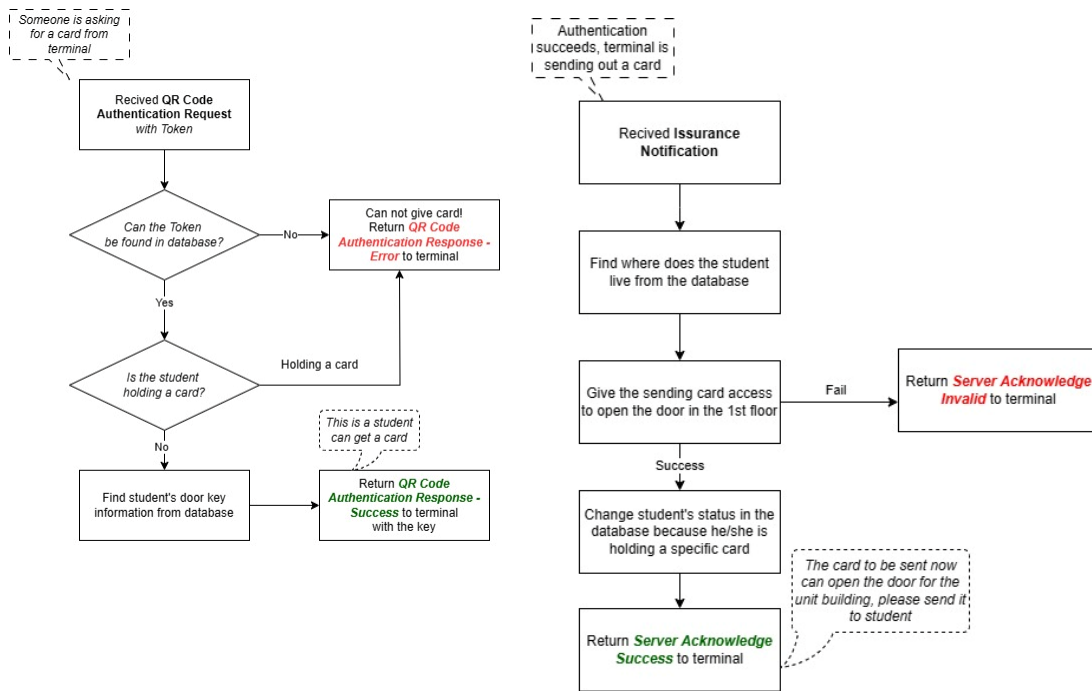 Someone is asking
for a card from
terminal
Recived QR Code
Authentication Request
with Token
Can the Token
be found in database?
No
Can not give card!
Return QR Code
Authentication Response -
Error to terminal
Yes
Is the student
holding a card?
Holding a card
No
This is a student
can get a card
Find student's door key
information from database
Return QR Code
Authentication Response -
Success to terminal
with the key
Authentication
succeeds, terminal is
sending out a card
Recived Issurance
Notification
Find where does the student
live from the database
Give the sending card access
to open the door in the 1st floor
Fail
Return Server Acknowledge
Invalid to terminal
Success
Change student's status in the
database because he/she is
holding a specific card
The card to be sent now
can open the door for the
unit building, please send it
to student
Return Server Acknowledge
Success to terminal